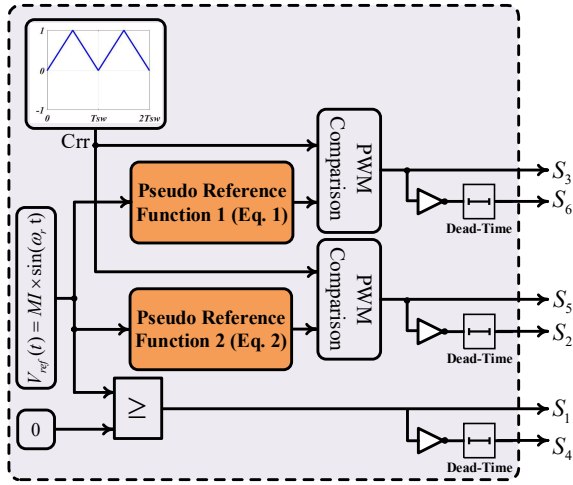 1
0
-1
0 Tsw 2Tsw
Crr
PWM
Comparison
S₃
Pseudo Reference
Function 1 (Eq. 1)
S₆
Dead-Time
V_ref (t) = MI × sin(ω_r t)
PWM
Comparison
S₅
Pseudo Reference
Function 2 (Eq. 2)
S₂
Dead-Time
≥
S₁
0
S₄
Dead-Time